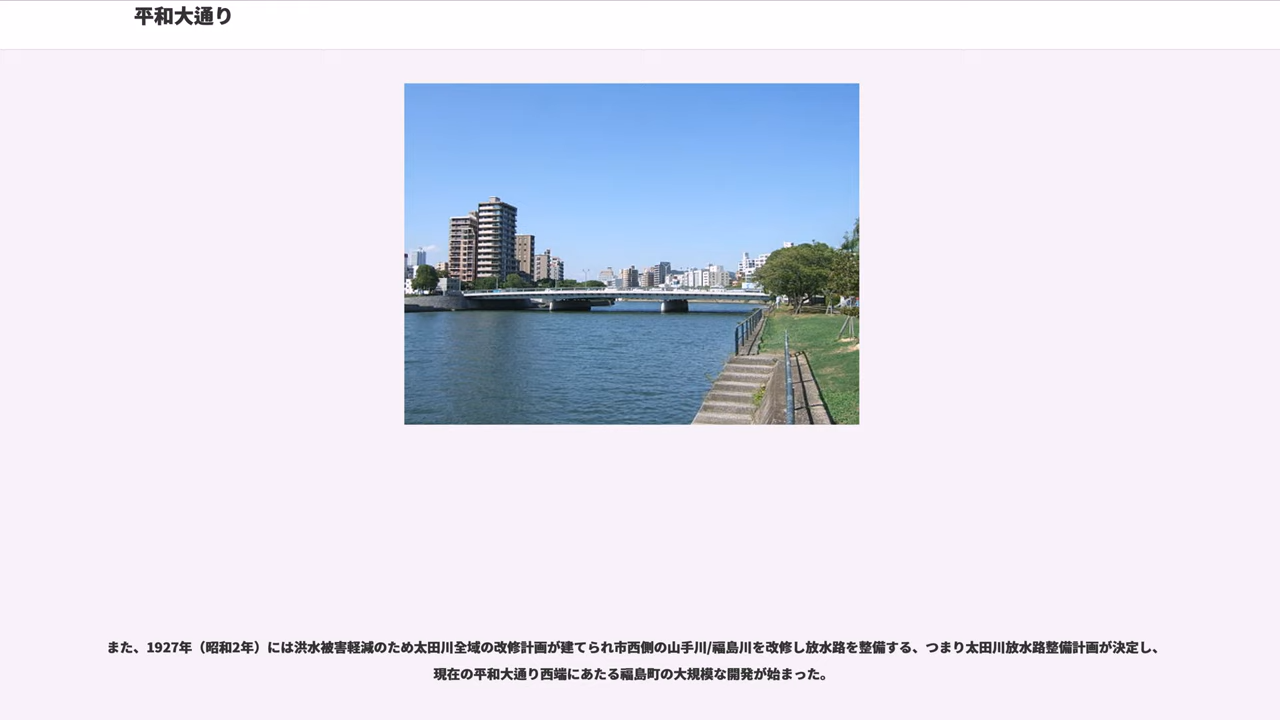 平和大通り
また、1927年（昭和2年）には洪水被害軽減のため太田川全域の改修計画が建てられ市西側の山手川/福島川を改修し放水路を整備する、つまり太田川放水路整備計画が決定し、
現在の平和大通り西端にあたる福島町の大規模な開発が始まった。